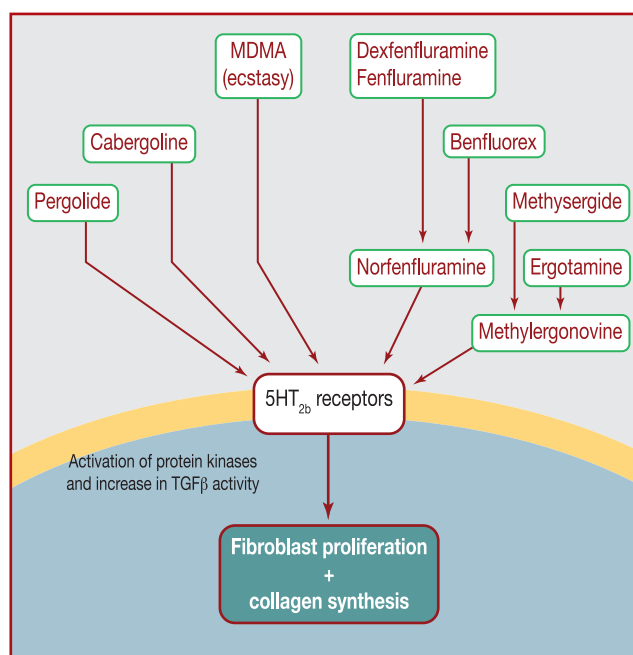 MDMA
(ecstasy)
Dexfenfluramine
Fenfluramine
Cabergoline
Benfluorex
Pergolide
Methysergide
Norfenfluramine
Ergotamine
Methylergonovine
5HT2b receptors
Activation of protein kinases
and increase in TGFβ activity
Fibroblast proliferation
+
collagen synthesis